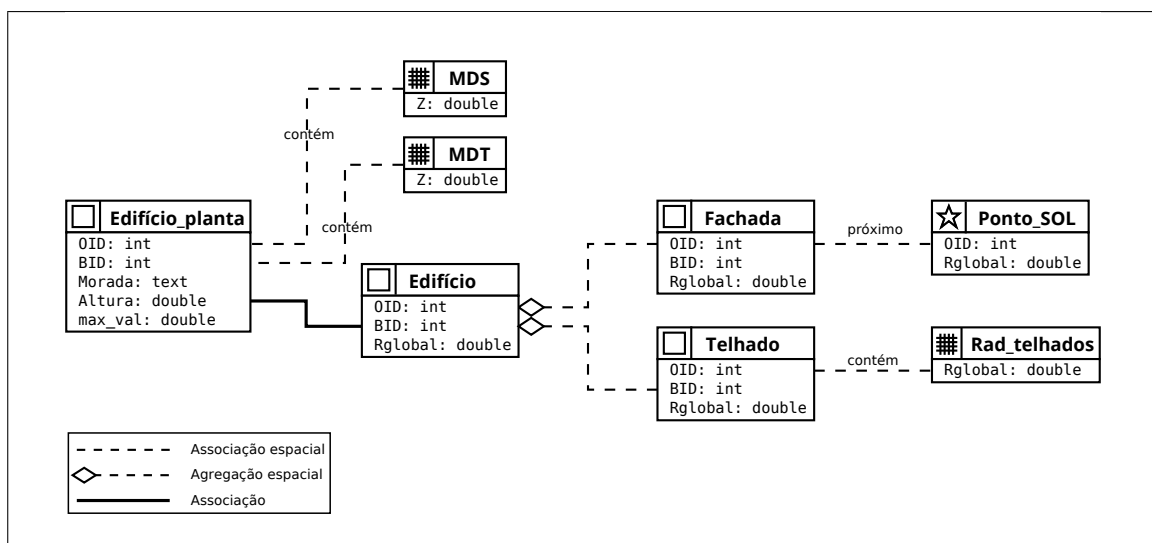 MDS
Z: double
contém
MDT
Z: double
contém
Edifício_planta
OID: int
BID: int
Morada: text
Altura: double
max_val: double
Edifício
OID: int
BID: int
Rglobal: double
Fachada
OID: int
BID: int
Rglobal: double
próximo
Ponto_SOL
OID: int
Rglobal: double
Telhado
OID: int
BID: int
Rglobal: double
contém
Rad_telhados
Rglobal: double
Associação espacial
Agregação espacial
Associação